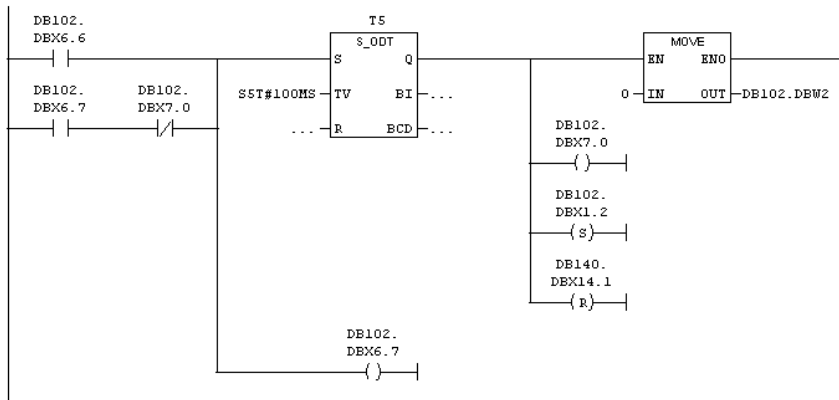 DB102.
DBX6.6
T5
S_ODT
MOVE
S Q
EN ENO
DB102.
DBX6.7
DB102.
DBX7.0
S5T#100MS TV BI ...
0 IN OUT DB102.DBW2
... R BCD ...
DB102.
DBX7.0
( )
DB102.
DBX1.2
(S)
DB140.
DBX14.1
(R)
DB102.
DBX6.7
( )